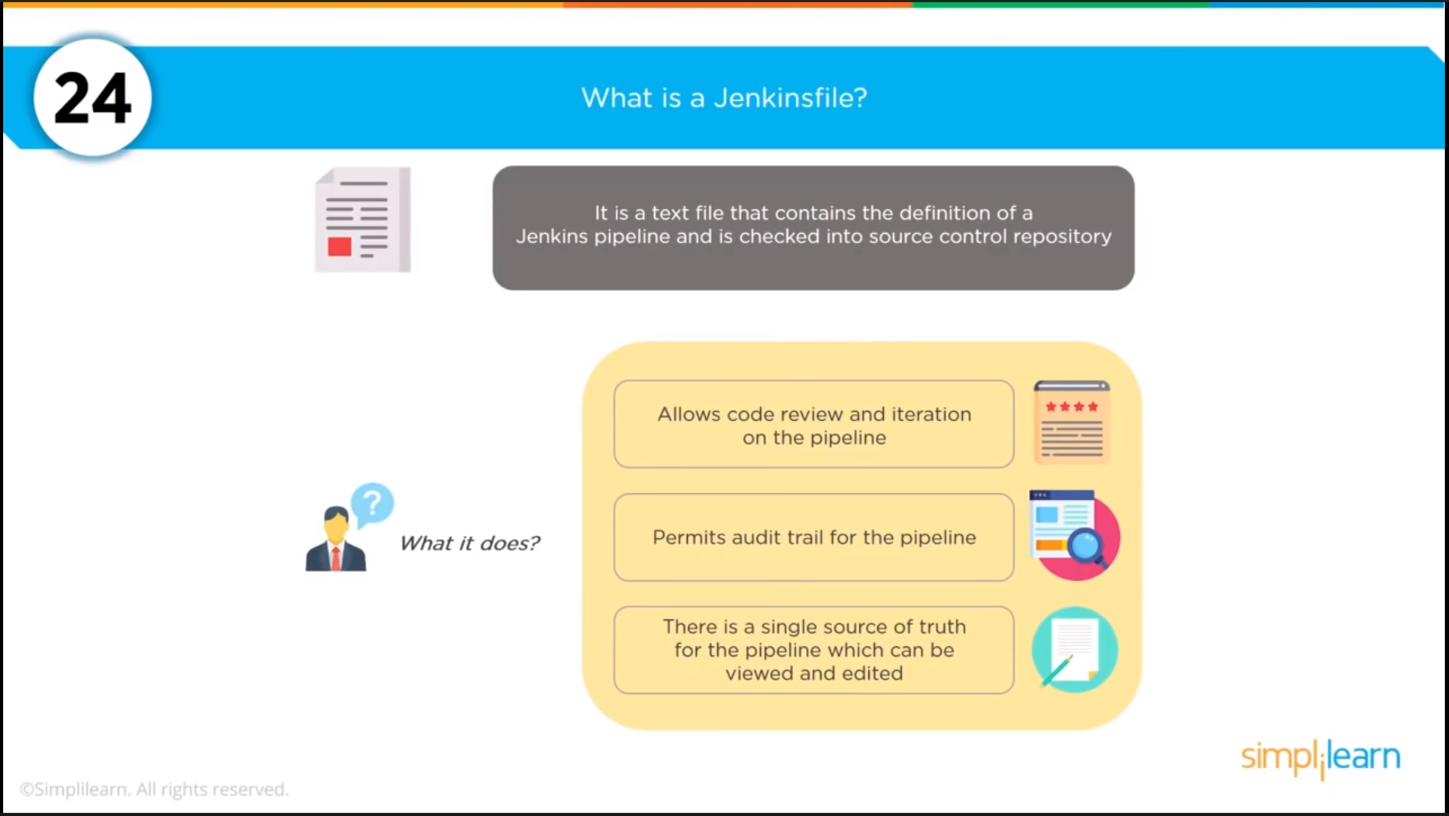 24
What is a Jenkinsfile?
It is a text file that contains the definition of a
Jenkins pipeline and is checked into source control repository
Allows code review and iteration
on the pipeline
?
What it does?
Permits audit trail for the pipeline
There is a single source of truth
for the pipeline which can be
viewed and edited
simplilearn
©Simplilearn. All rights reserved.